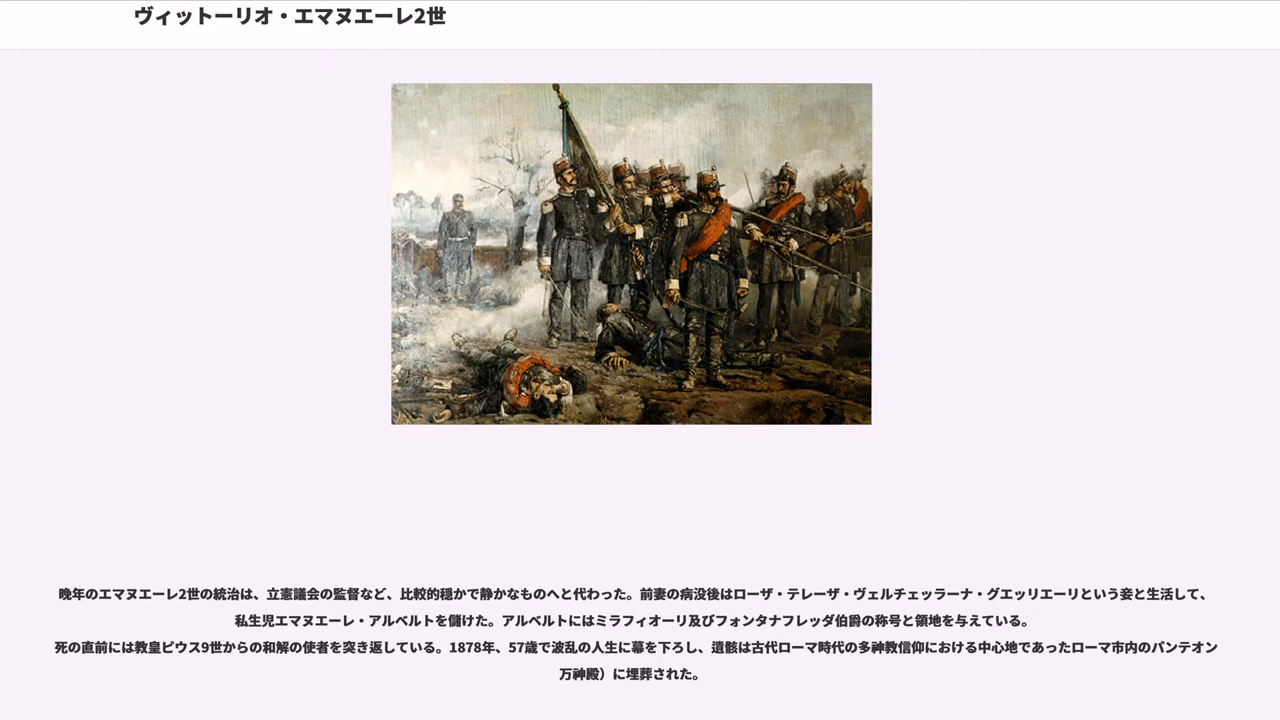 ヴィットーリオ・エマヌエーレ2世
晩年のエマヌエーレ2世の統治は、立憲議会の監督など、比較的穏かで静かなものへと代わった。前妻の病没後はローザ・テレーザ・ヴェルチェッラーナ・グエッリエーリという妾と生活して、
私生児エマヌエーレ・アルベルトを儲けた。アルベルトにはミラフィオーリ及びフォンタナフレッダ伯爵の称号と領地を与えている。
死の直前には教皇ピウス9世からの和解の使者を突き返している。1878年、57歳で波乱の人生に幕を下ろし、遺骸は古代ローマ時代の多神教信仰における中心地であったローマ市内のパンテオン
万神殿）に埋葬された。